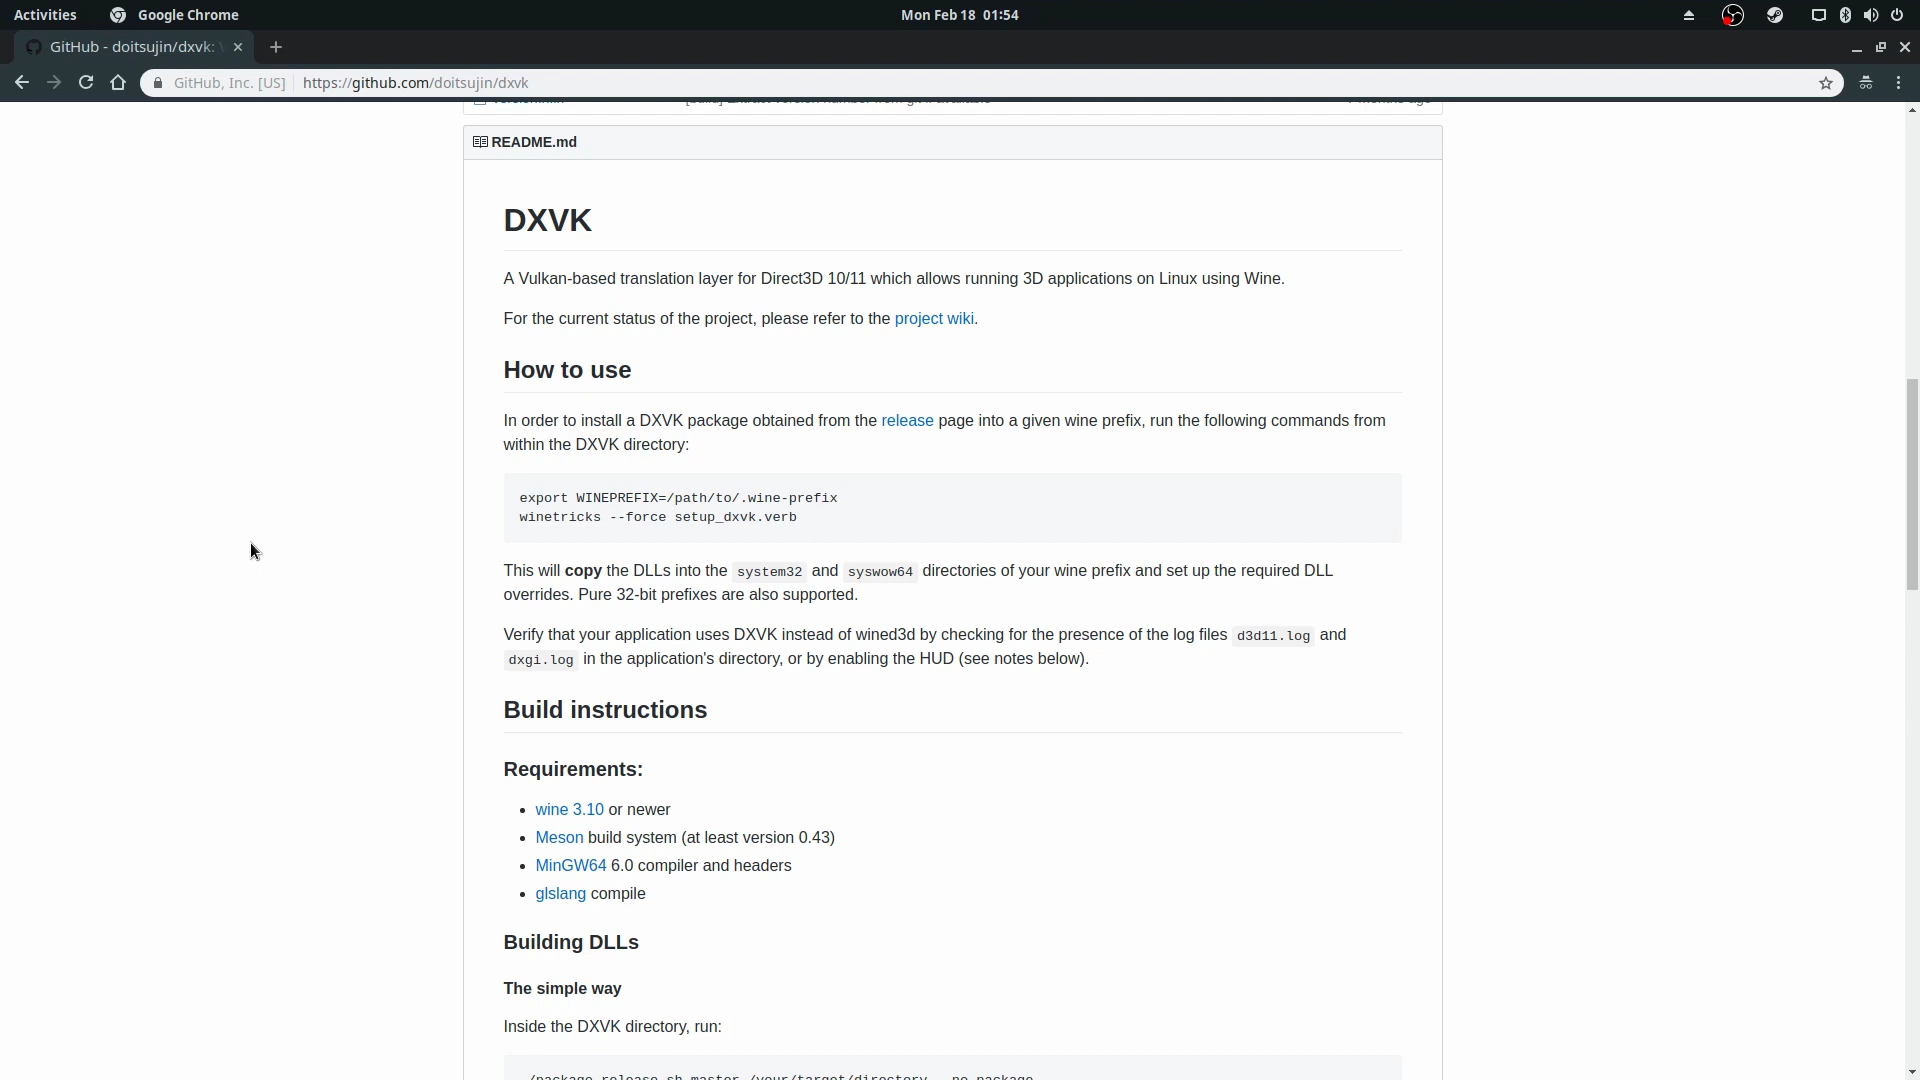 Activities Google Chrome Mon Feb 18 01:54
GitHub - doitsujin/dxvk:
GitHub, Inc. [US] https://github.com/doitsujin/dxvk
README.md
DXVK
A Vulkan-based translation layer for Direct3D 10/11 which allows running 3D applications on Linux using Wine.
For the current status of the project, please refer to the project wiki.
How to use
In order to install a DXVK package obtained from the release page into a given wine prefix, run the following commands from
within the DXVK directory:
export WINEPREFIX=/path/to/.wine-prefix
winetricks --force setup_dxvk.verb
This will copy the DLLs into the system32 and syswow64 directories of your wine prefix and set up the required DLL
overrides. Pure 32-bit prefixes are also supported.
Verify that your application uses DXVK instead of wined3d by checking for the presence of the log files d3d11.log and
dxgi.log in the application's directory, or by enabling the HUD (see notes below).
Build instructions
Requirements:
• wine 3.10 or newer
• Meson build system (at least version 0.43)
• MinGW64 6.0 compiler and headers
• glslang compile
Building DLLs
The simple way
Inside the DXVK directory, run:
/package-release.sh master /your/target/directory --no-package